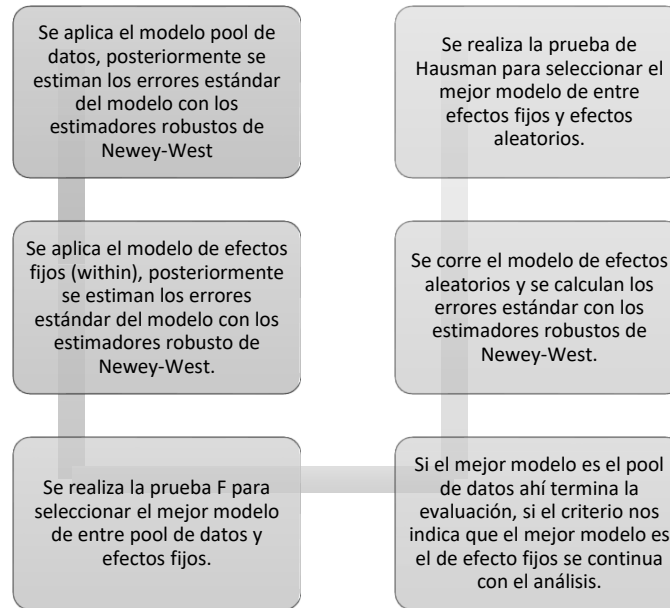 Se aplica el modelo pool de
datos, posteriormente se
estiman los errores estándar
del modelo con los
estimadores robustos de
Newey-West
Se aplica el modelo de efectos
fijos (within), posteriormente
se estiman los errores
estándar del modelo con los
estimadores robusto de
Newey-West.
Se realiza la prueba F para
seleccionar el mejor modelo
de entre pool de datos y
efectos fijos.
Si el mejor modelo es el pool
de datos ahí termina la
evaluación, si el criterio nos
indica que el mejor modelo es
el de efecto fijos se continua
con el análisis.
Se corre el modelo de efectos
aleatorios y se calculan los
errores estándar con los
estimadores robustos de
Newey-West.
Se realiza la prueba de
Hausman para seleccionar el
mejor modelo de entre
efectos fijos y efectos
aleatorios.